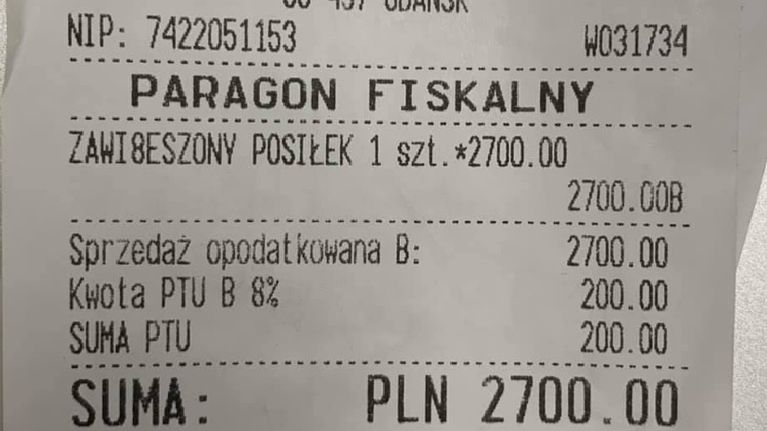 NIP: 7422051153 W031734
PARAGON FISKALNY
ZAWI8ESZONY POSIŁEK 1 szt.*2700.00
2700.00B
Sprzedaż opodatkowana B: 2700.00
Kwota PTU B 8% 200.00
SUMA PTU 200.00
SUMA: PLN 2700.00